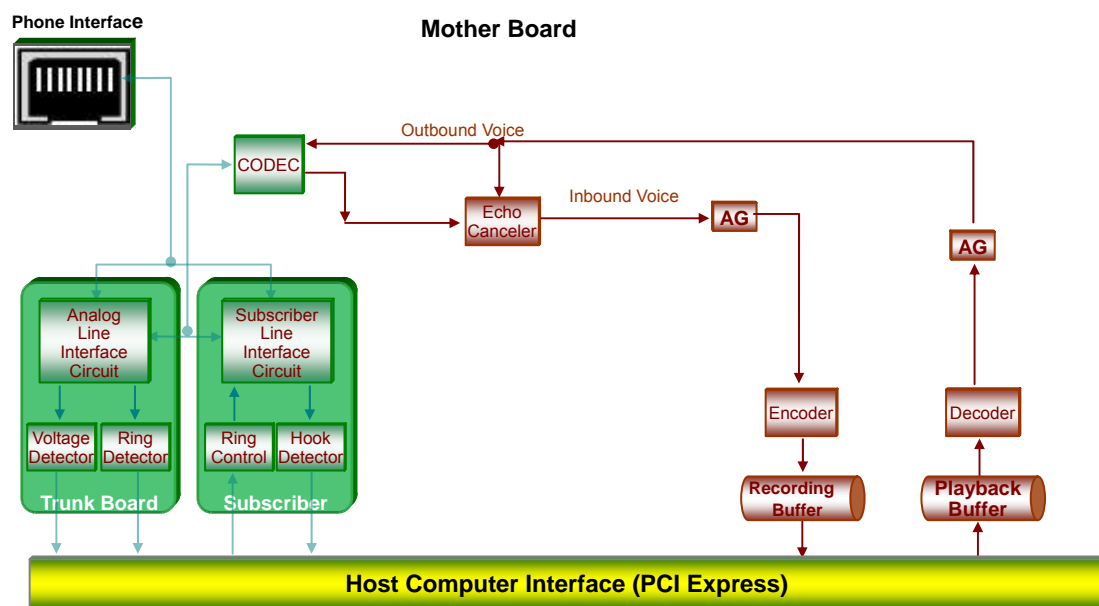 Phone Interface
Mother Board
Outbound Voice
CODEC
Inbound Voice
Echo
Canceler
AG
AG
Analog
Line
Interface
Circuit
Subscriber
Line
Interface
Circuit
Encoder
Decoder
Voltage
Detector
Ring
Detector
Ring
Control
Hook
Detector
Trunk Board
Subscriber
Recording
Buffer
Playback
Buffer
Host Computer Interface (PCI Express)